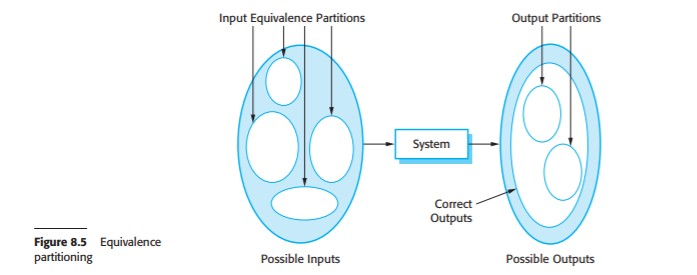 Input Equivalence Partitions
Output Partitions
System
Correct
Outputs
Figure 8.5 Equivalence
partitioning
Possible Inputs
Possible Outputs